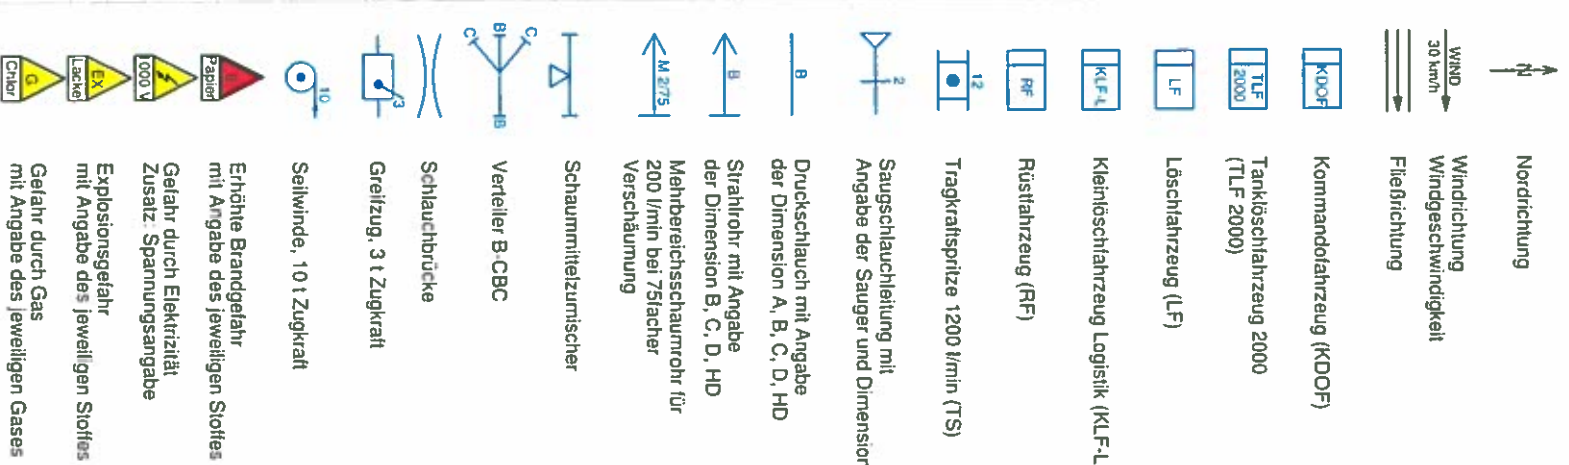 N
Nordrichtung
WIND
30 km/h
Windrichtung
Windgeschwindigkeit
Fließrichtung
KDOF
Kommandofahrzeug (KDOF)
TLF
2000
Tanklöschfahrzeug 2000
(TLF 2000)
LF
Löschfahrzeug (LF)
KLF-L
Kleinlöschfahrzeug Logistik (KLF-L
RF
Rüstfahrzeug (RF)
12
Tragkraftspritze 1200 l/min (TS)
2
Saugschlauchleitung mit
Angabe der Sauger und Dimension
B
Druckschlauch mit Angabe
der Dimension A, B, C, D, HD
B
Strahlrohr mit Angabe
der Dimension B, C, D, HD
M 2/75
Mehrbereichsschaumrohr für
200 l/min bei 75facher
Verschäumung
Schaummittelzumischer
C
B
C
B
Verteiler B-CBC
Schlauchbrücke
3
Greifzug, 3 t Zugkraft
10
Seilwinde, 10 t Zugkraft
Papier
Erhöhte Brandgefahr
mit Angabe des jeweiligen Stoffes
1000 V
Gefahr durch Elektrizität
Zusatz: Spannungsangabe
EX
Lacke
Explosionsgefahr
mit Angabe des jeweiligen Stoffes
G
Chlor
Gefahr durch Gas
mit Angabe des jeweiligen Gases